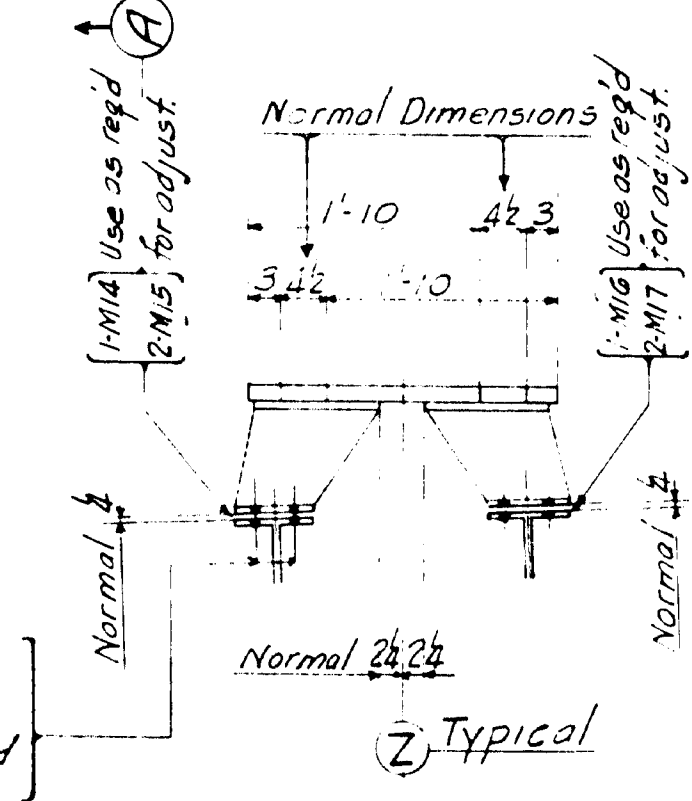 A
1-M14 Use as req'd
2-M15 for adjust.
Normal Dimensions
1-M16 Use as req'd
2-M17 for adjust.
1'-10 4½ 3
3 4½ 1'-10
Normal ¼
Normal ¼
Normal 2¼ 2¼
Z Typical